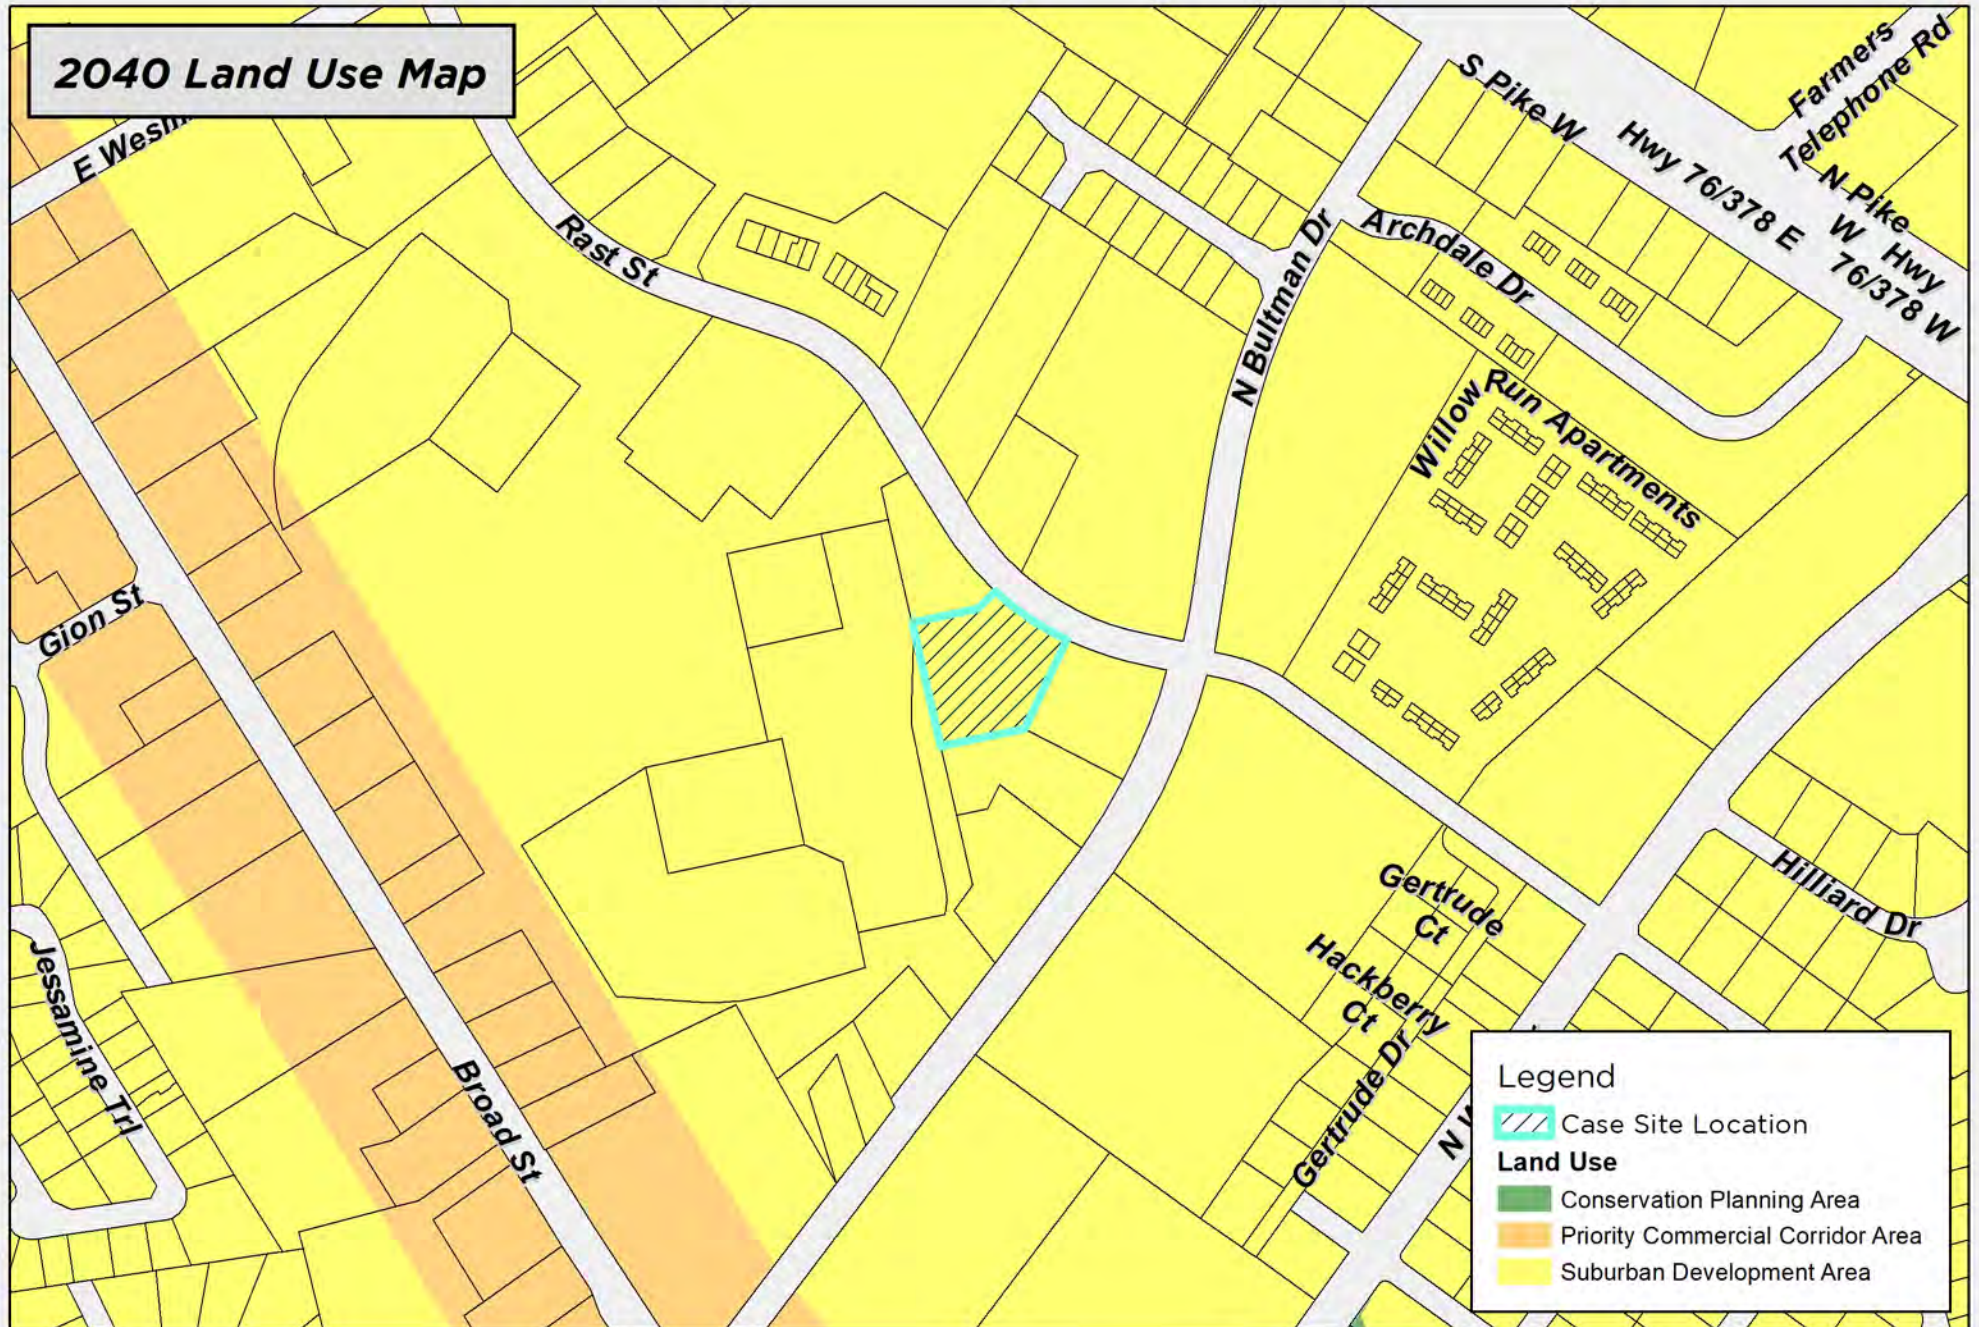 2040 Land Use Map
Farmers
Telephone Rd
S Pike W
Hwy 76/378 E
N Pike
W Hwy
76/378 W
E Wesm
Rast St
N Bultman Dr
Archdale Dr
Willow Run Apartments
Gion St
Hilliard Dr
Gertrude
Ct
Hackberry
Ct
Gertrude Dr
Jessamine Trl
Broad St
N
Legend
Case Site Location
Land Use
Conservation Planning Area
Priority Commercial Corridor Area
Suburban Development Area